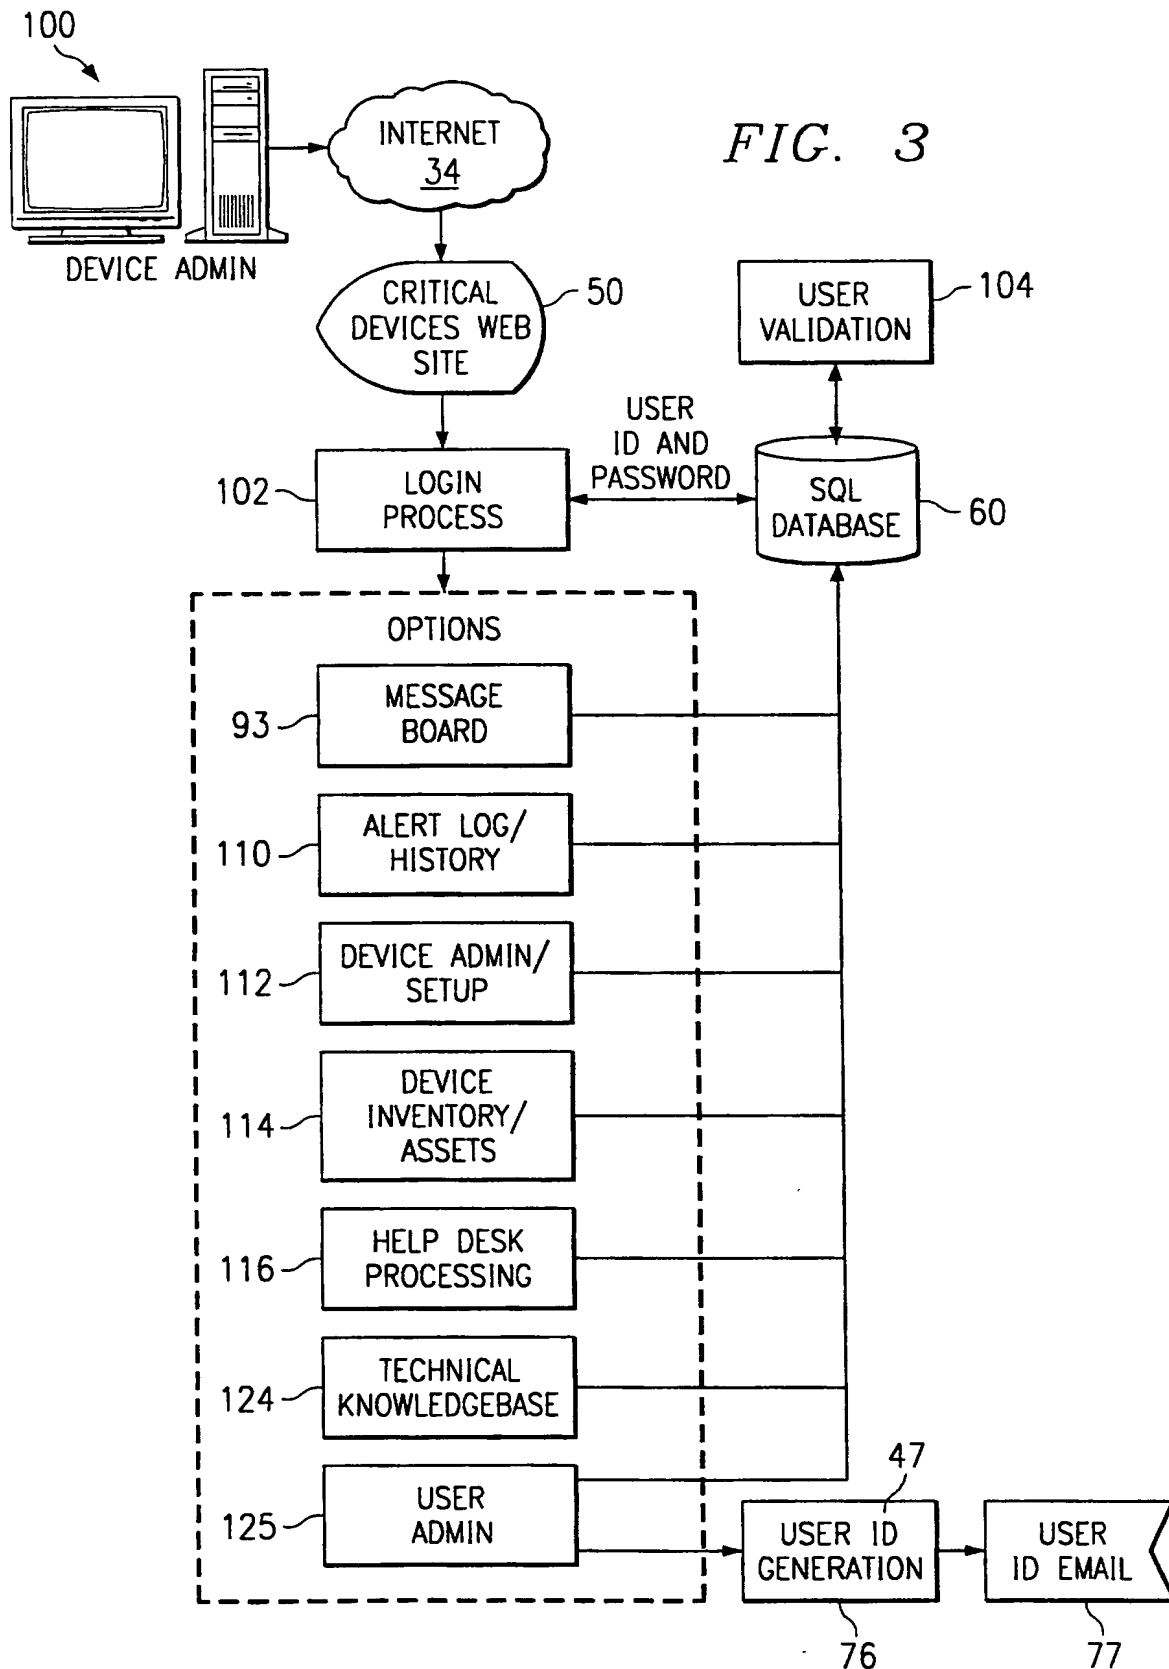 100
INTERNET
34
FIG. 3
DEVICE ADMIN
CRITICAL
DEVICES WEB
SITE
50
USER
VALIDATION
104
USER
ID AND
PASSWORD
102
LOGIN
PROCESS
SQL
DATABASE
60
OPTIONS
MESSAGE
BOARD
93
ALERT LOG/
HISTORY
110
DEVICE ADMIN/
SETUP
112
DEVICE
INVENTORY/
ASSETS
114
HELP DESK
PROCESSING
116
TECHNICAL
KNOWLEDGEBASE
124
USER
ADMIN
125
47
USER ID
GENERATION
76
USER
ID EMAIL
77